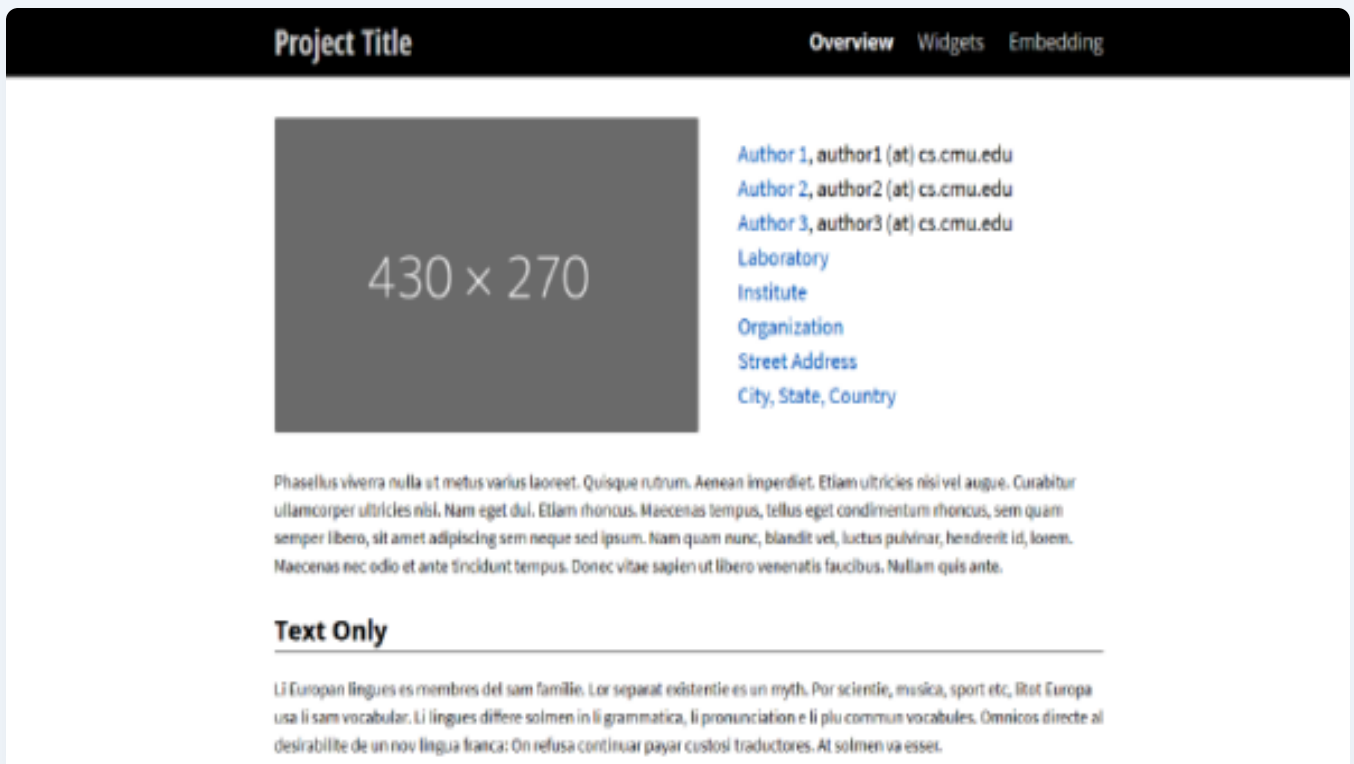 Project Title
Overview Widgets Embedding
430 × 270
Author 1, author1 (at) cs.cmu.edu
Author 2, author2 (at) cs.cmu.edu
Author 3, author3 (at) cs.cmu.edu
Laboratory
Institute
Organization
Street Address
City, State, Country
Phasellus viverra nulla ut metus varius laoreet. Quisque rutrum. Aenean imperdiet. Etiam ultricies nisi vel augue. Curabitur
ullamcorper ultricies nisi. Nam eget dui. Etiam rhoncus. Maecenas tempus, tellus eget condimentum rhoncus, sem quam
semper libero, sit amet adipiscing sem neque sed ipsum. Nam quam nunc, blandit vel, luctus pulvinar, hendrerit id, lorem.
Maecenas nec odio et ante tincidunt tempus. Donec vitae sapien ut libero venenatis faucibus. Nullam quis ante.
Text Only
Li Europan lingues es membres del sam familie. Lor separat existentie es un myth. Por scientie, musica, sport etc, litot Europa
usa li sam vocabular. Li lingues differe solmen in li grammatica, li pronunciation e li plu commun vocabules. Omnicos directe al
desirabilite de un nov lingua franca: On refusa continuar payar custosi traductores. At solmen va esser.